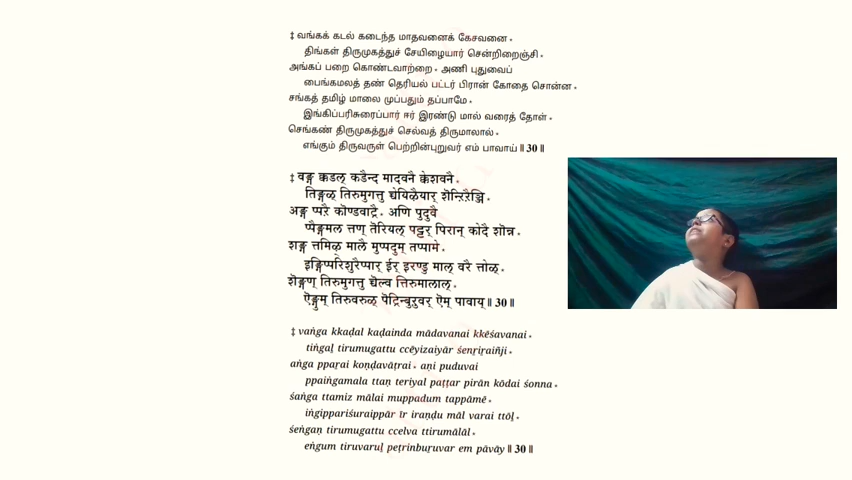 ‡ வங்கக் கடல் கடைந்த மாதவனைக் கேசவனை *
திங்கள் திருமுகத்துச் சேயிழையார் சென்றிறைஞ்சி *
அங்கப் பறை கொண்டவாற்றை * அணி புதுவைப்
பைங்கமலத் தண் தெரியல் பட்டர் பிரான் கோதை சொன்ன *
சங்கத் தமிழ் மாலை முப்பதும் தப்பாமே *
இங்கிப்பரிசுரைப்பார் ஈர் இரண்டு மால் வரைத் தோள் *
செங்கண் திருமுகத்துச் செல்வத் திருமாலால் *
எங்கும் திருவருள் பெற்றின்புறுவர் எம் பாவாய் ॥ 30 ॥
‡ वङ्ग क्कडल् कडैन्द मादवनै क्केशवनै *
तिङ्गळ् तिरुमुगत्तु च्चेयिऴैयार् शॆन्ऱिऱैञ्जि *
अङ्ग प्पऱै कॊण्डवाट्रै * अणि पुदुवै
प्पैङ्गमल त्तण् तॆरियल् पट्टर् पिरान् कोदै शॊन्न *
शङ्ग त्तमिऴ् मालै मुप्पदुम् तप्पामे *
इङ्गिप्परिशुरैप्पार् ईर् इरण्डु माल् वरै त्तोळ् *
शॆङ्गण् तिरुमुगत्तु च्चॆल्व त्तिरुमालाल् *
ऎङ्गुम् तिरुवरुळ् पॆट्रिन्बुऱुवर् ऎम् पावाय् ॥ 30 ॥
‡ vaṅga kkaḍal kaḍainda mādavanai kkēśavanai *
tiṅgaḷ tirumugattu ccēyizaiyār śenṟiṟaiñji *
aṅga ppaṟai koṇḍavāṭrai * aṇi puduvai
ppaiṅgamala ttaṇ teriyal paṭṭar pirān kōdai śonna *
śaṅga ttamiz mālai muppadum tappāmē *
iṅgippariśuraippār īr iraṇḍu māl varai ttōḷ *
śeṅgaṇ tirumugattu ccelva ttirumālāl *
eṅgum tiruvaruḷ peṭrinbuṟuvar em pāvāy ॥ 30 ॥